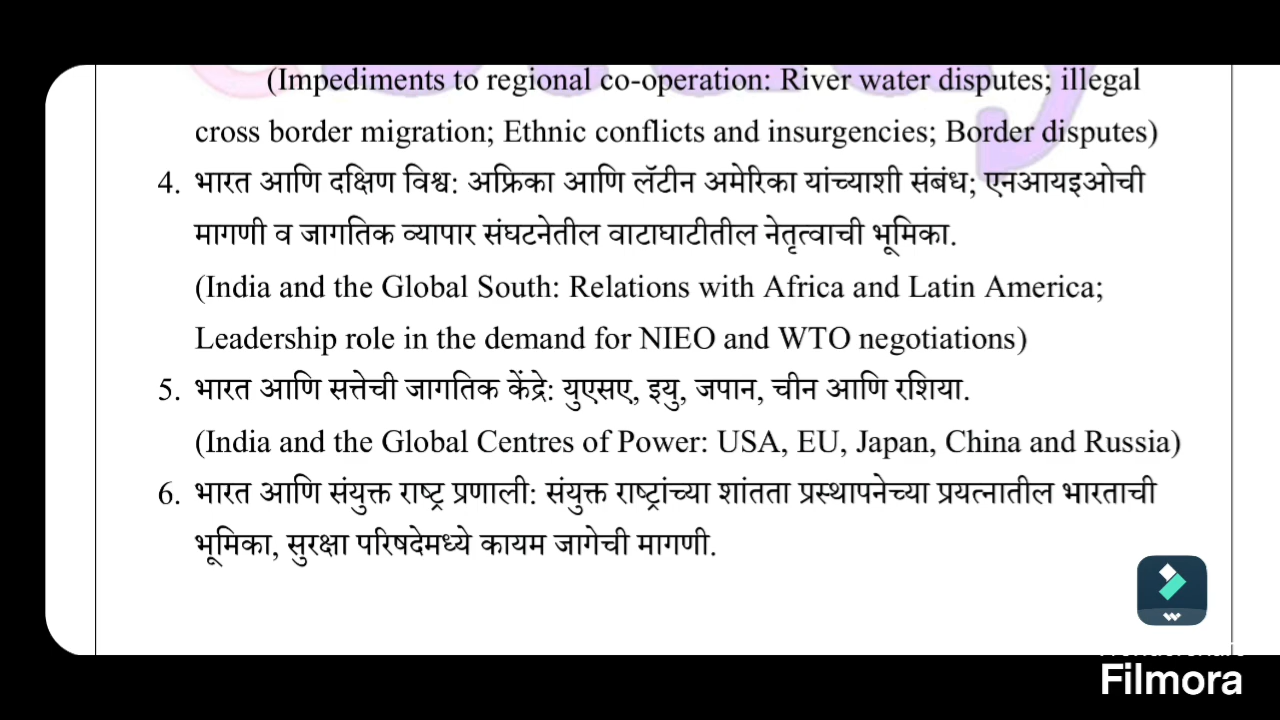 (Impediments to regional co-operation: River water disputes; illegal
cross border migration; Ethnic conflicts and insurgencies; Border disputes)
4. भारत आणि दक्षिण विश्व: अफ्रिका आणि लॅटीन अमेरिका यांच्याशी संबंध; एनआयइओची
मागणी व जागतिक व्यापार संघटनेतील वाटाघाटीतील नेतृत्वाची भूमिका.
(India and the Global South: Relations with Africa and Latin America;
Leadership role in the demand for NIEO and WTO negotiations)
5. भारत आणि सत्तेची जागतिक केंद्रे: युएसए, इयु, जपान, चीन आणि रशिया.
(India and the Global Centres of Power: USA, EU, Japan, China and Russia)
6. भारत आणि संयुक्त राष्ट्र प्रणाली: संयुक्त राष्ट्रांच्या शांतता प्रस्थापनेच्या प्रयत्नातील भारताची
भूमिका, सुरक्षा परिषदेमध्ये कायम जागेची मागणी.
Filmora